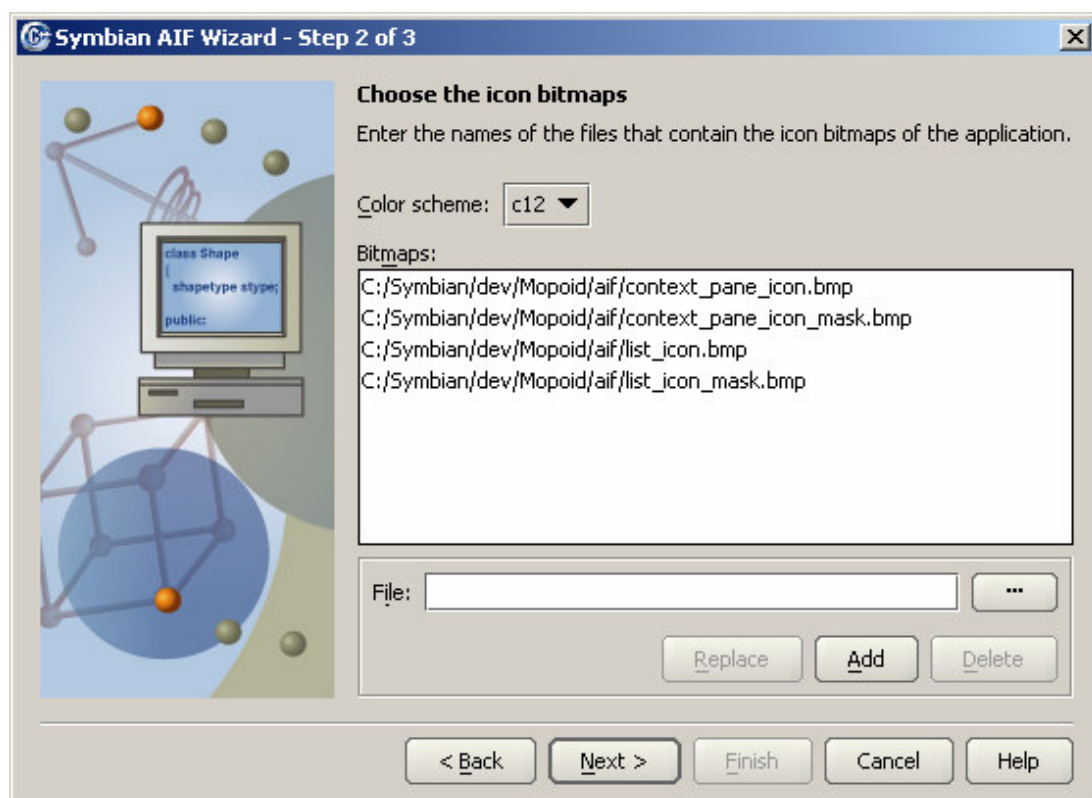 Symbian AIF Wizard - Step 2 of 3
Choose the icon bitmaps
Enter the names of the files that contain the icon bitmaps of the application.
Color scheme: c12
Bitmaps:
C:/Symbian/dev/Mopoid/aif/context_pane_icon.bmp
C:/Symbian/dev/Mopoid/aif/context_pane_icon_mask.bmp
C:/Symbian/dev/Mopoid/aif/list_icon.bmp
C:/Symbian/dev/Mopoid/aif/list_icon_mask.bmp
class Shape
{
shapetype stype;
public:
File: ...
Replace Add Delete
< Back Next > Finish Cancel Help